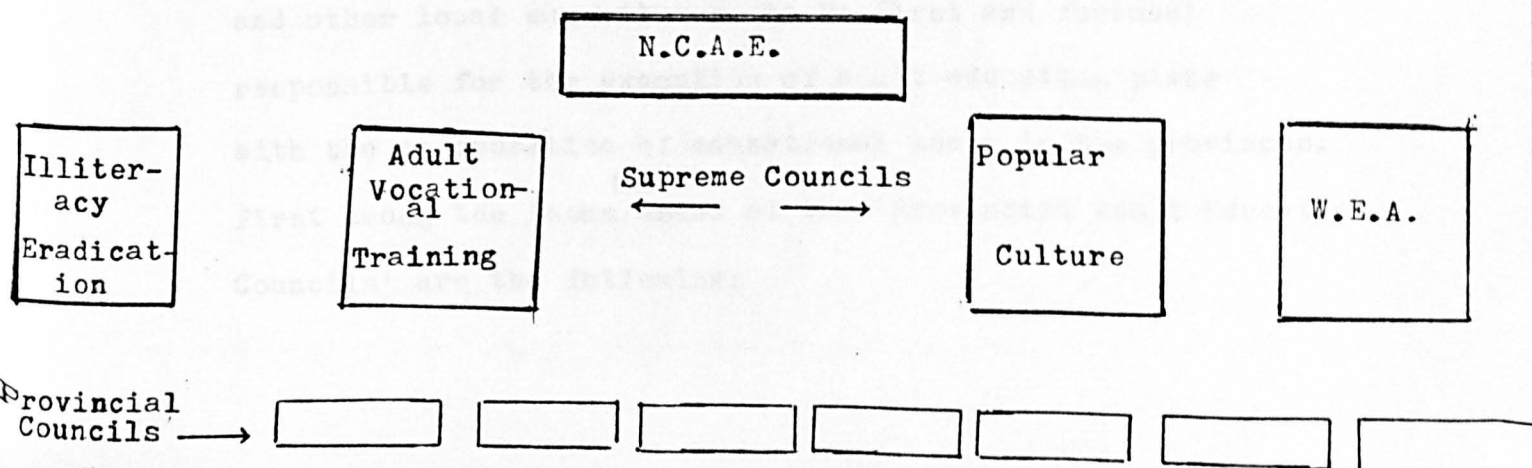 N.C.A.E.
Illiter-
acy
Eradicat-
ion
Adult
Vocation-
al
Training
Supreme Councils
Popular
Culture
W.E.A.
Provincial
Councils